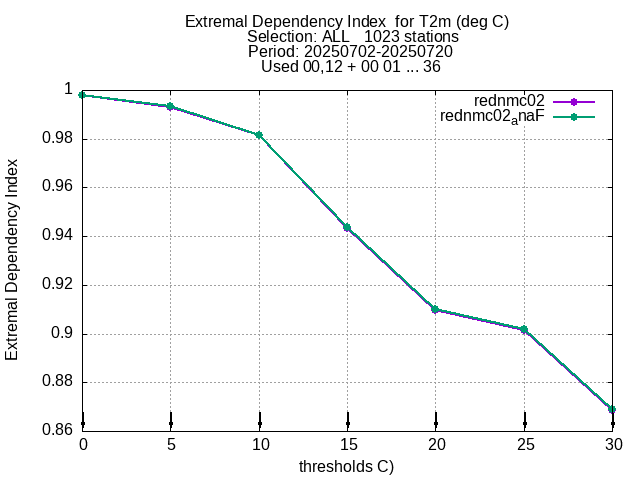 Extremal Dependency Index  for T2m (deg C)
Selection: ALL   1023 stations
Period: 20250702-20250720
Used 00,12 + 00 01 ... 36
rednmc02
rednmc02_anaF
Extremal Dependency Index
1
0.98
0.96
0.94
0.92
0.9
0.88
0.86
0 5 10 15 20 25 30
thresholds C)